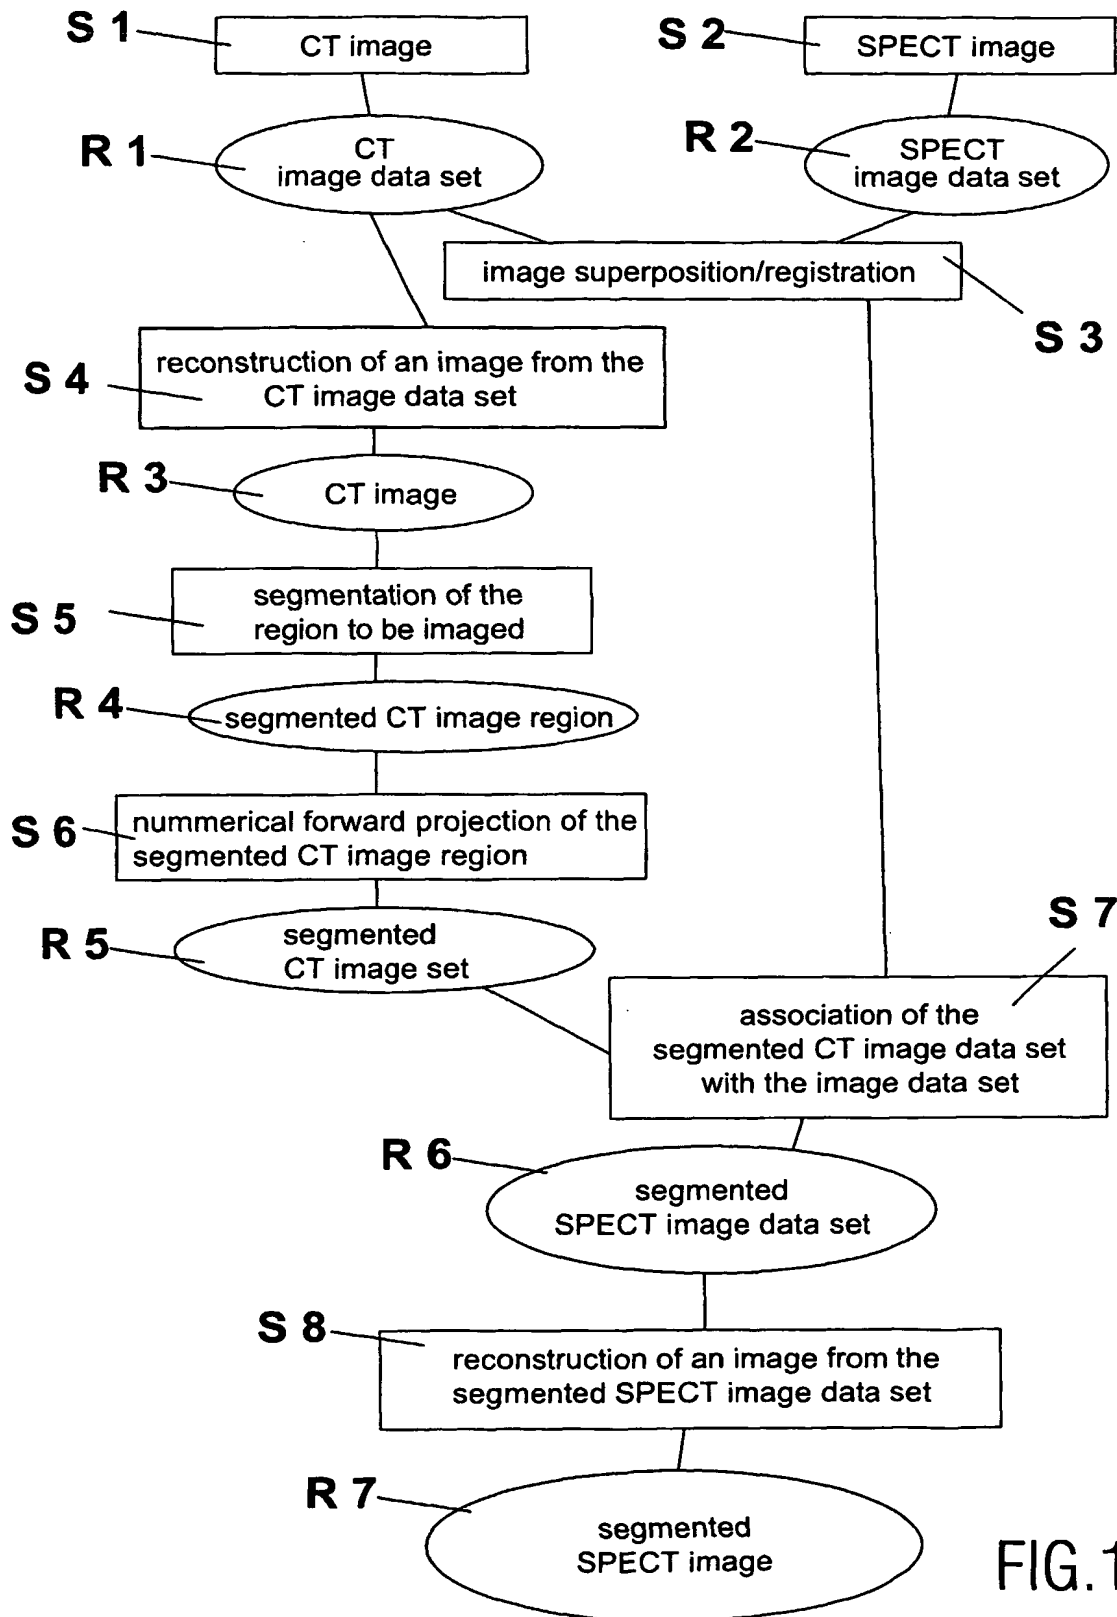 S 1
CT image
S 2
SPECT image
R 1
CT
image data set
R 2
SPECT
image data set
image superposition/registration
S 3
S 4
reconstruction of an image from the
CT image data set
R 3
CT image
S 5
segmentation of the
region to be imaged
R 4
segmented CT image region
S 6
nummerical forward projection of the
segmented CT image region
R 5
segmented
CT image set
S 7
association of the
segmented CT image data set
with the image data set
R 6
segmented
SPECT image data set
S 8
reconstruction of an image from the
segmented SPECT image data set
R 7
segmented
SPECT image
FIG.1